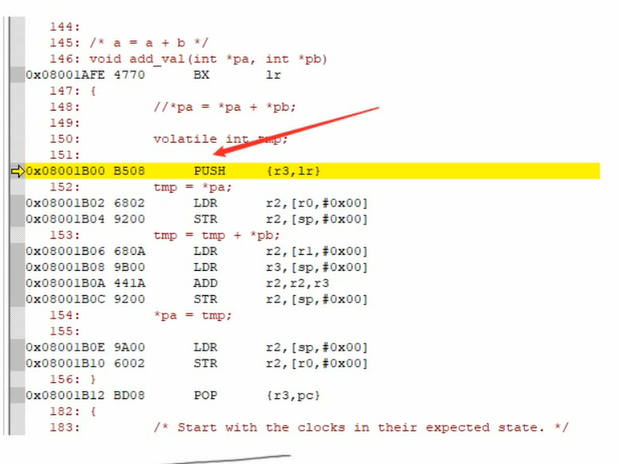 144:
145: /* a = a + b */
146: void add_val(int *pa, int *pb)
0x08001AFE 4770 BX lr
147: {
148: //*pa = *pa + *pb;
149:
150: volatile int tmp;
151:
0x08001B00 B508 PUSH {r3,lr}
152: tmp = *pa;
0x08001B02 6802 LDR r2,[r0,#0x00]
0x08001B04 9200 STR r2,[sp,#0x00]
153: tmp = tmp + *pb;
0x08001B06 680A LDR r2,[r1,#0x00]
0x08001B08 9B00 LDR r3,[sp,#0x00]
0x08001B0A 441A ADD r2,r2,r3
0x08001B0C 9200 STR r2,[sp,#0x00]
154: *pa = tmp;
155:
0x08001B0E 9A00 LDR r2,[sp,#0x00]
0x08001B10 6002 STR r2,[r0,#0x00]
156: }
0x08001B12 BD08 POP {r3,pc}
182: {
183: /* Start with the clocks in their expected state. */